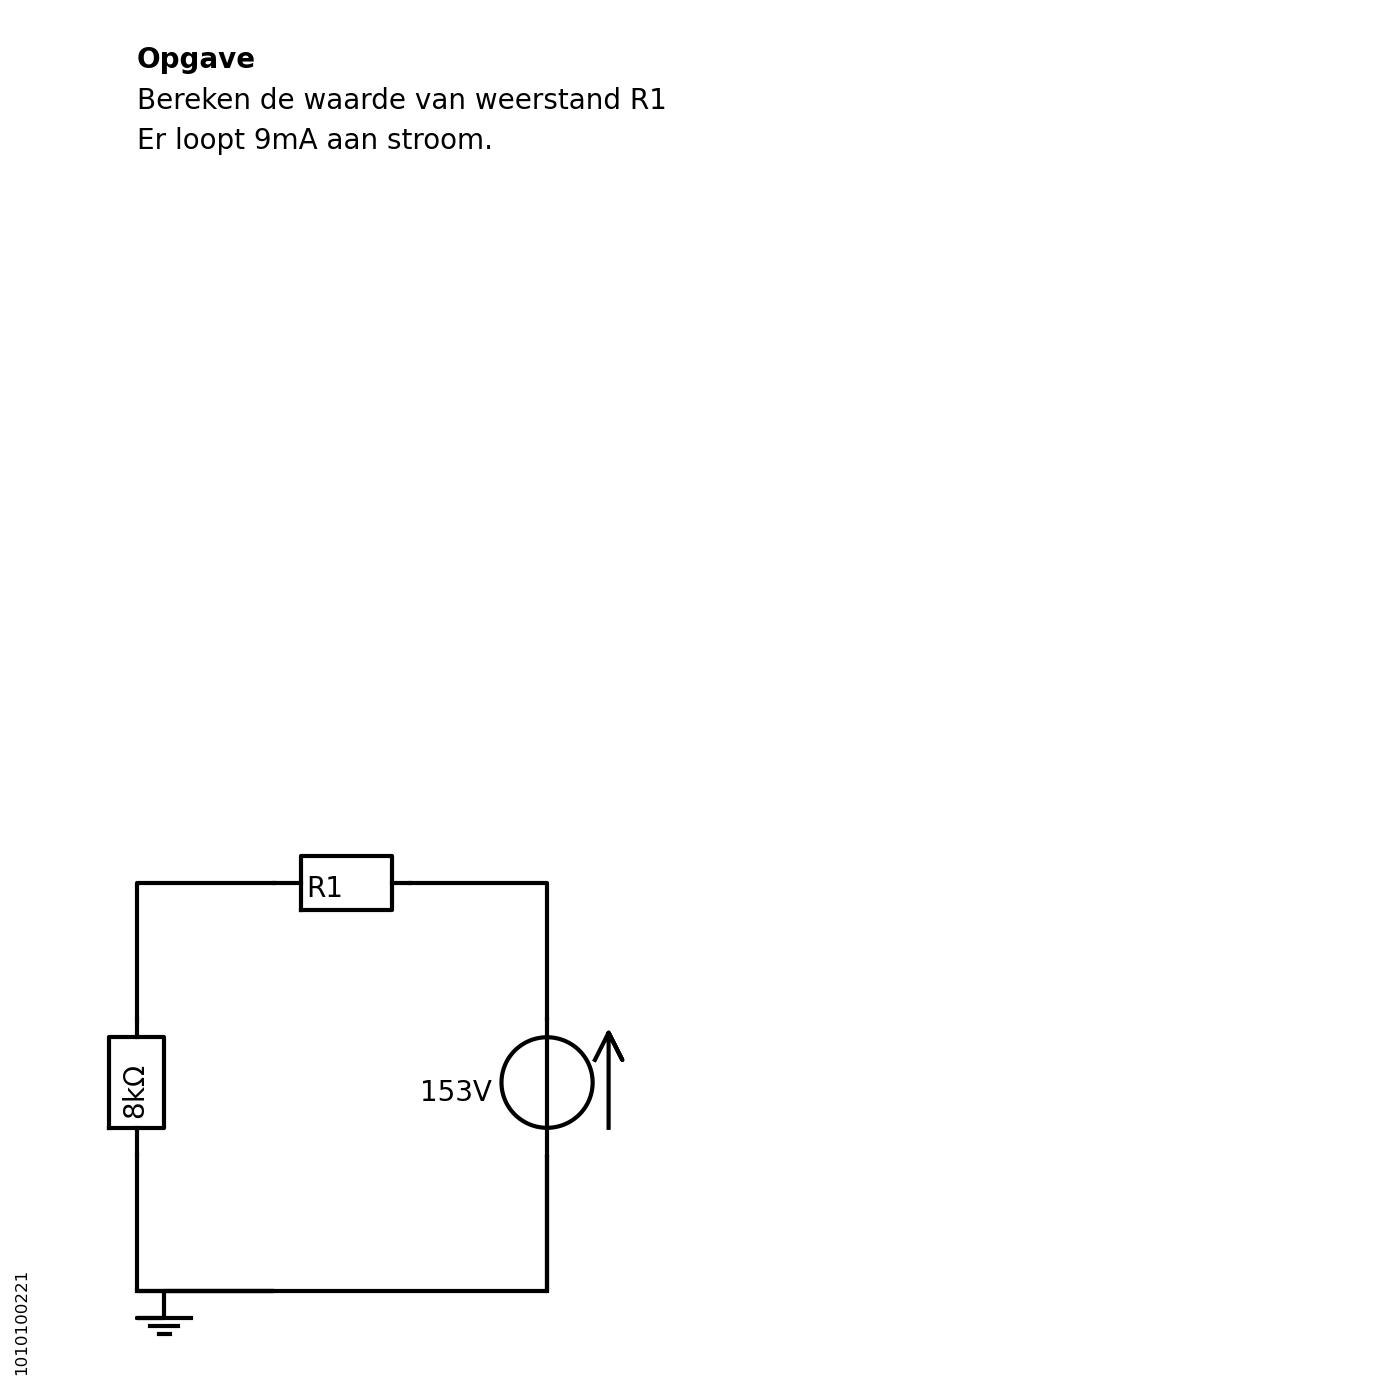 Opgave
Bereken de waarde van weerstand R1
Er loopt 9mA aan stroom.
R1
8kΩ
153V
1010100221